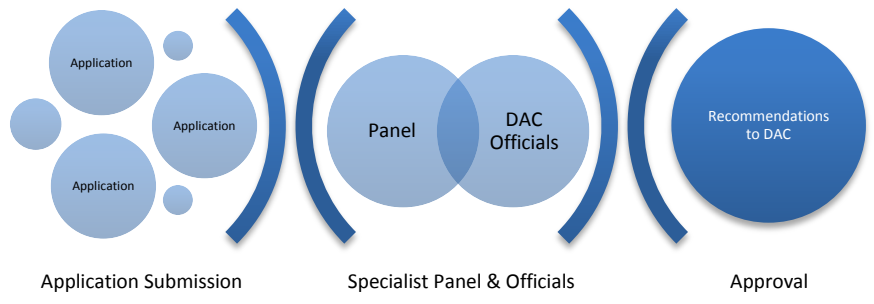 Application
Application
Application
Panel
DAC
Officials
Recommendations
to DAC
Application Submission
Specialist Panel & Officials
Approval